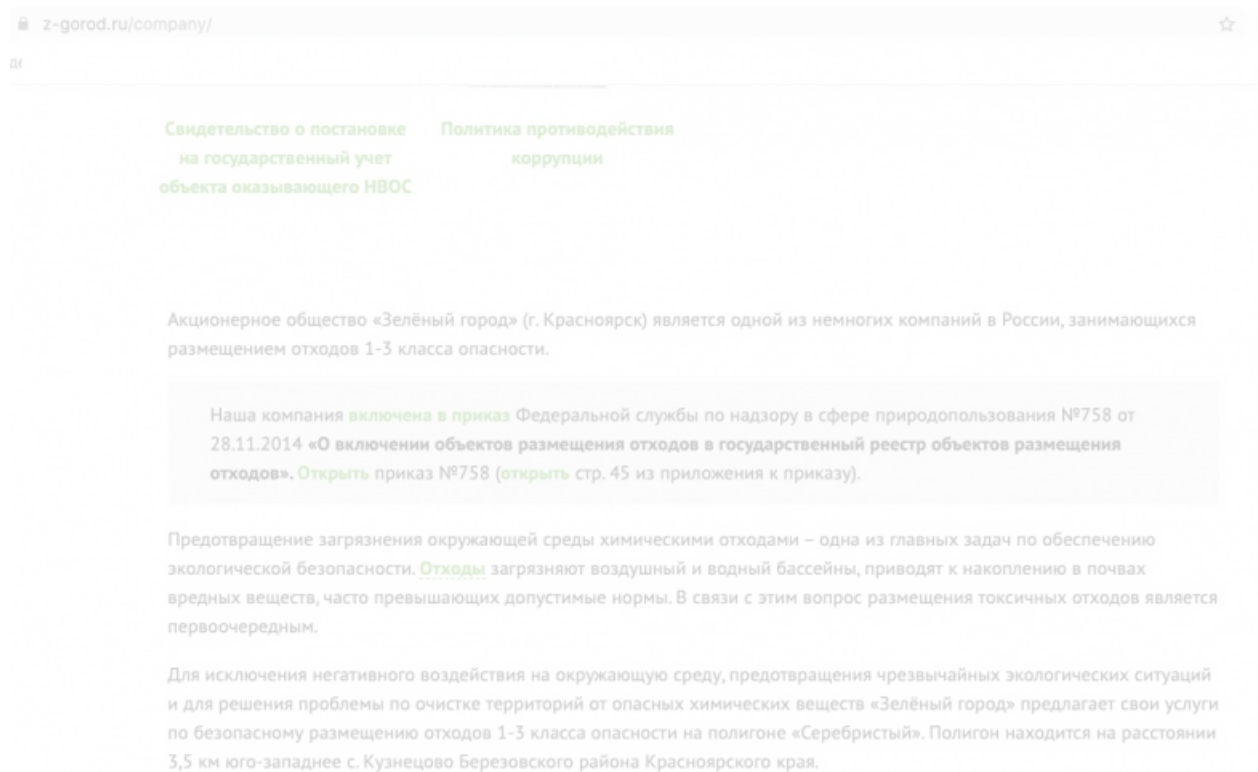 z-gorod.ru/company/
де
Свидетельство о постановке
на государственный учет
объекта оказывающего НВОС
Политика противодействия
коррупции
Акционерное общество «Зелёный город» (г. Красноярск) является одной из немногих компаний в России, занимающихся
размещением отходов 1-3 класса опасности.
Наша компания включена в приказ Федеральной службы по надзору в сфере природопользования №758 от
28.11.2014 «О включении объектов размещения отходов в государственный реестр объектов размещения
отходов». Открыть приказ №758 (открыть стр. 45 из приложения к приказу).
Предотвращение загрязнения окружающей среды химическими отходами – одна из главных задач по обеспечению
экологической безопасности. Отходы загрязняют воздушный и водный бассейны, приводят к накоплению в почвах
вредных веществ, часто превышающих допустимые нормы. В связи с этим вопрос размещения токсичных отходов является
первоочередным.
Для исключения негативного воздействия на окружающую среду, предотвращения чрезвычайных экологических ситуаций
и для решения проблемы по очистке территорий от опасных химических веществ «Зелёный город» предлагает свои услуги
по безопасному размещению отходов 1-3 класса опасности на полигоне «Серебристый». Полигон находится на расстоянии
3,5 км юго-западнее с. Кузнецово Березовского района Красноярского края.